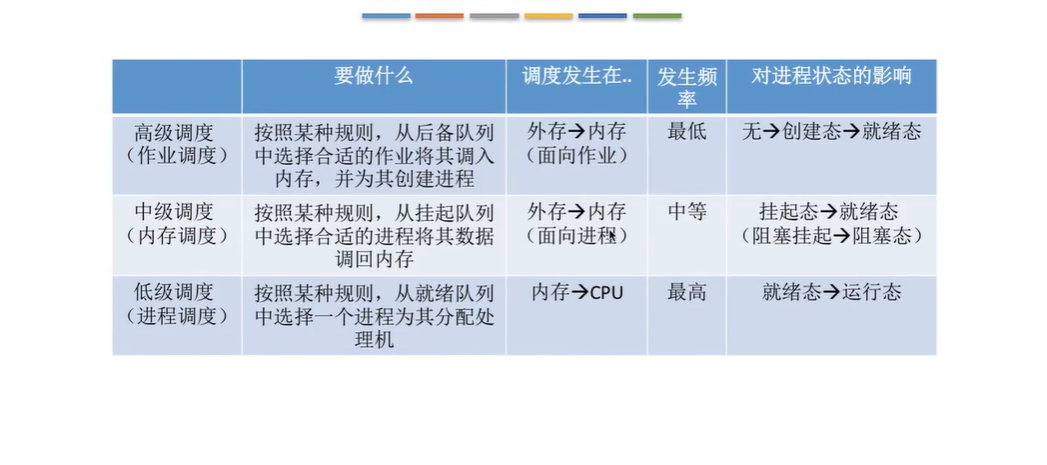 要做什么
调度发生在..
发生频
率
对进程状态的影响
高级调度
（作业调度）
按照某种规则，从后备队列
中选择合适的作业将其调入
内存，并为其创建进程
外存→内存
（面向作业）
最低
无→创建态→就绪态
中级调度
（内存调度）
按照某种规则，从挂起队列
中选择合适的进程将其数据
调回内存
外存→内存
（面向进程）
中等
挂起态→就绪态
（阻塞挂起→阻塞态）
低级调度
（进程调度）
按照某种规则，从就绪队列
中选择一个进程为其分配处
理机
内存→CPU
最高
就绪态→运行态